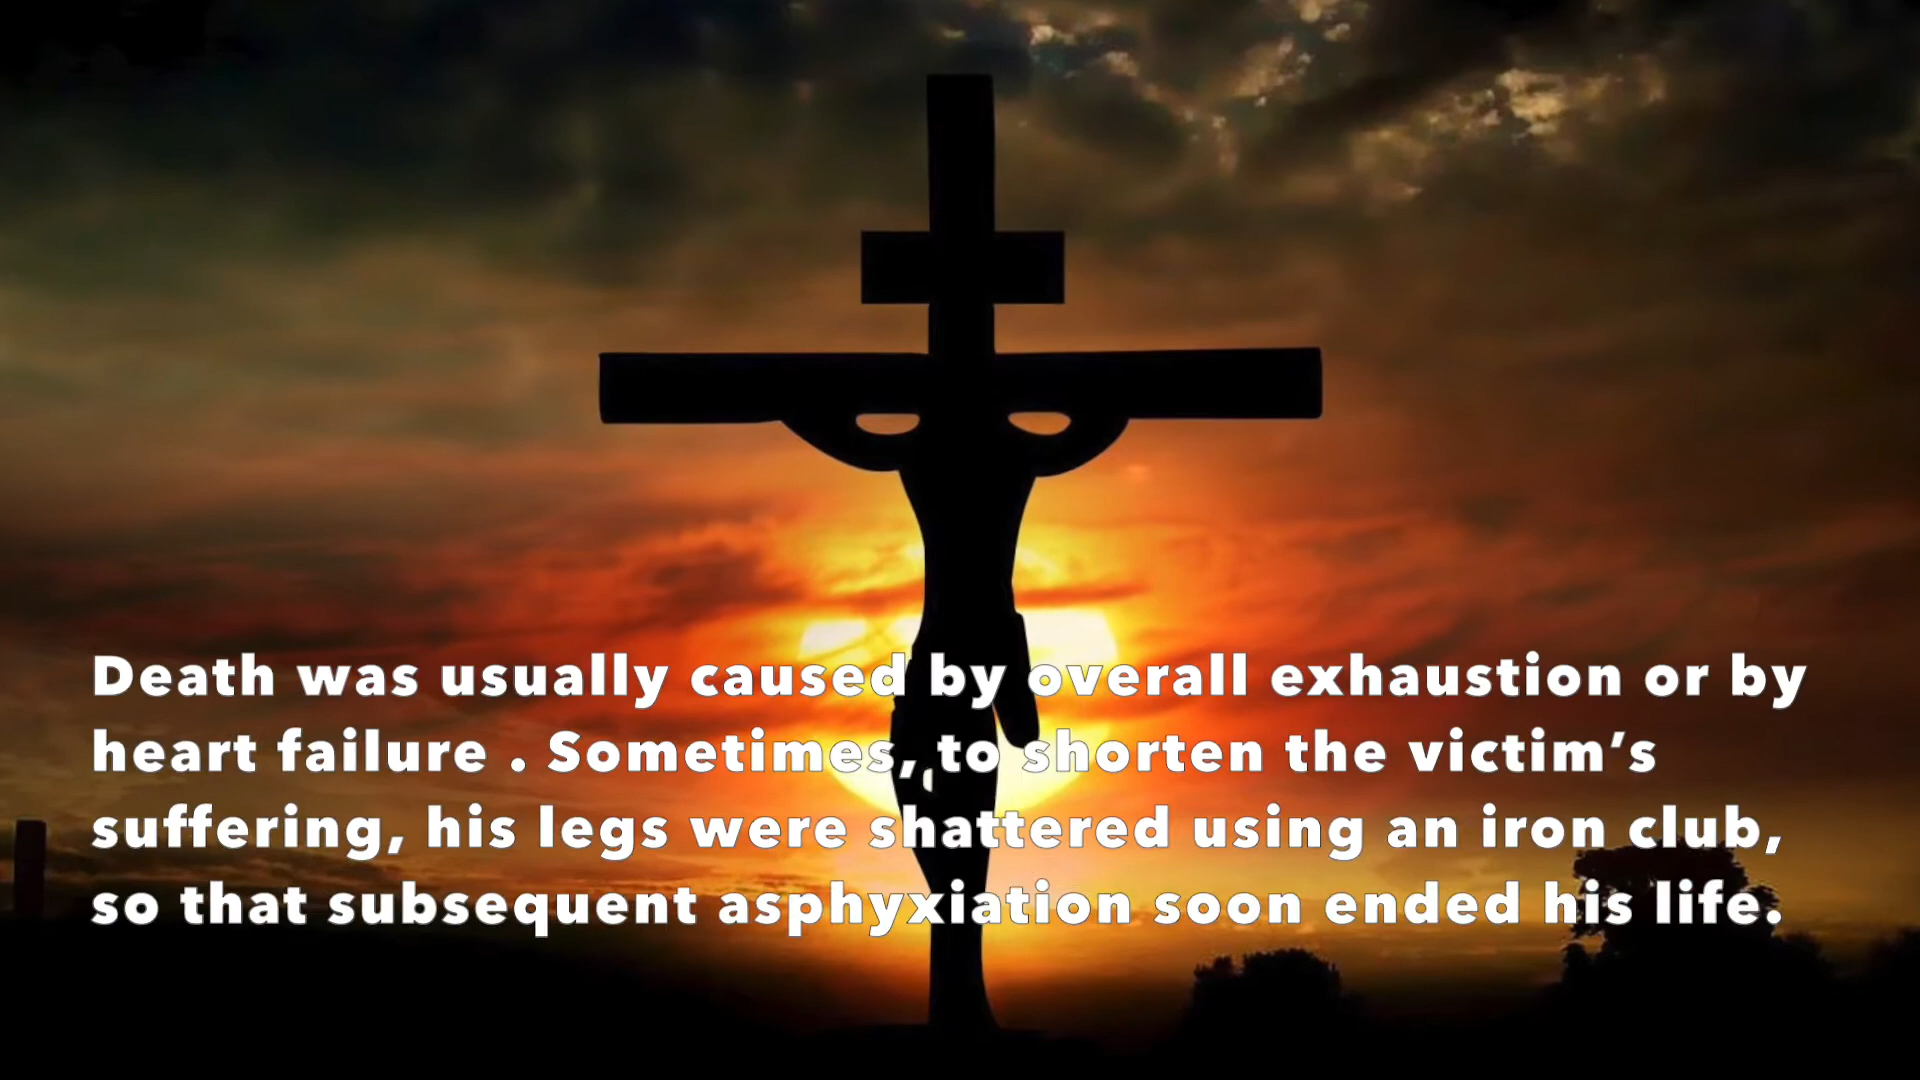 Death was usually caused by overall exhaustion or by
heart failure . Sometimes, to shorten the victim’s
suffering, his legs were shattered using an iron club,
so that subsequent asphyxiation soon ended his life.